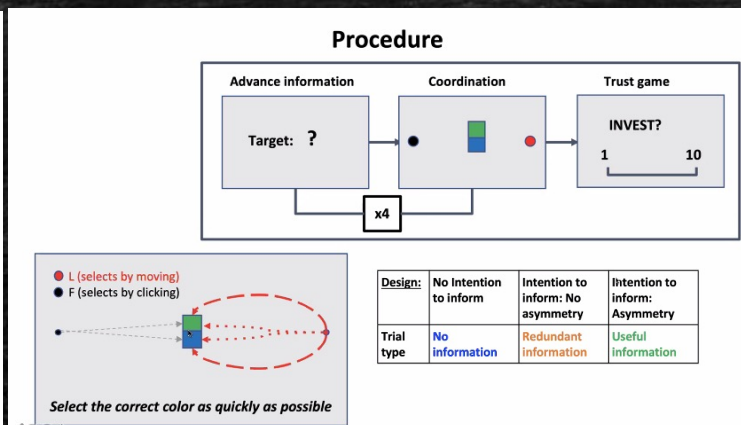 Procedure
Advance information
Coordination
Trust game
Target: ?
INVEST?
1 10
x4
L (selects by moving)
F (selects by clicking)
Select the correct color as quickly as possible
Design:
No Intention
to inform
Intention to
inform: No
asymmetry
Intention to
inform:
Asymmetry
Trial
type
No
information
Redundant
information
Useful
information